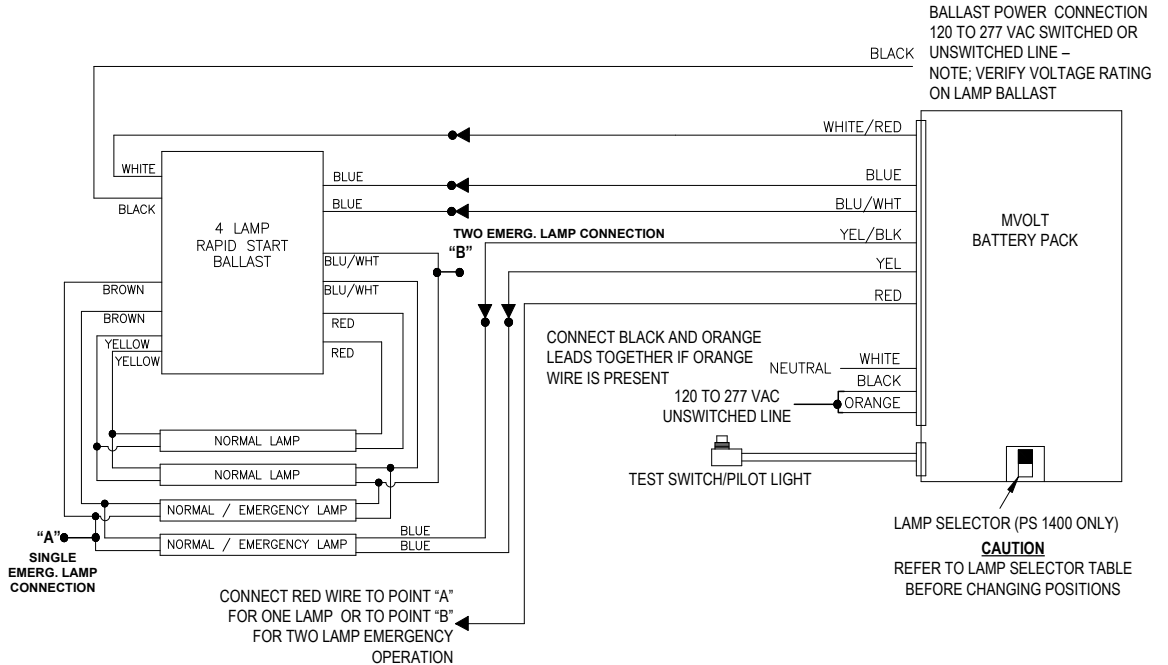 BALLAST POWER CONNECTION
120 TO 277 VAC SWITCHED OR
UNSWITCHED LINE –
NOTE; VERIFY VOLTAGE RATING
ON LAMP BALLAST
BLACK
WHITE/RED
WHITE
BLUE
BLUE
BLACK
BLUE
BLU/WHT
4 LAMP
RAPID START
BALLAST
MVOLT
BATTERY PACK
TWO EMERG. LAMP CONNECTION
“B”
YEL/BLK
BLU/WHT
YEL
BROWN
BLU/WHT
RED
BROWN
RED
YELLOW
YELLOW
RED
CONNECT BLACK AND ORANGE
LEADS TOGETHER IF ORANGE
WIRE IS PRESENT
NEUTRAL
WHITE
BLACK
ORANGE
120 TO 277 VAC
UNSWITCHED LINE
NORMAL LAMP
NORMAL LAMP
TEST SWITCH/PILOT LIGHT
NORMAL / EMERGENCY LAMP
NORMAL / EMERGENCY LAMP
BLUE
BLUE
“A”
SINGLE
EMERG. LAMP
CONNECTION
LAMP SELECTOR (PS 1400 ONLY)
CAUTION
REFER TO LAMP SELECTOR TABLE
BEFORE CHANGING POSITIONS
CONNECT RED WIRE TO POINT “A”
FOR ONE LAMP OR TO POINT “B”
FOR TWO LAMP EMERGENCY
OPERATION